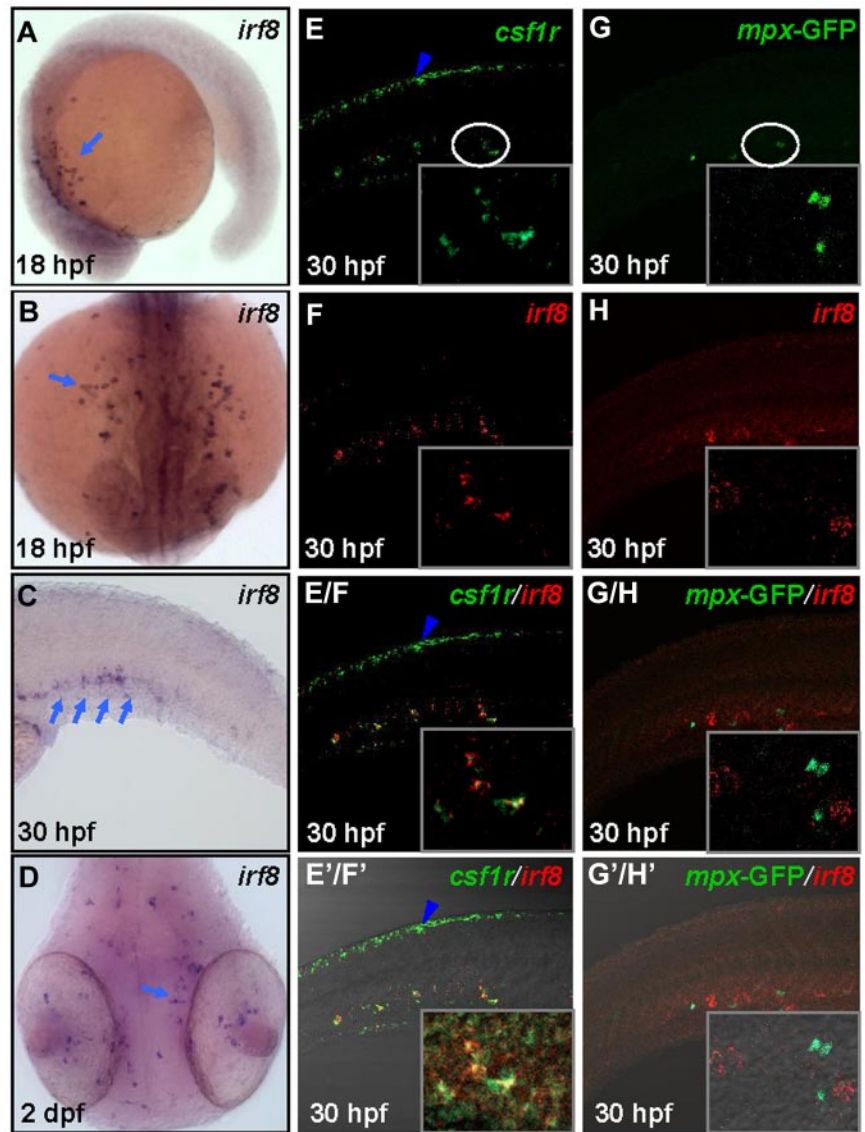 A irf8
18 hpf
B irf8
18 hpf
C irf8
30 hpf
D irf8
2 dpf
E csf1r
30 hpf
F irf8
30 hpf
E/F csf1r/irf8
30 hpf
E’/F’ csf1r/irf8
30 hpf
G mpx-GFP
30 hpf
H irf8
30 hpf
G/H mpx-GFP/irf8
30 hpf
G’/H’ mpx-GFP/irf8
30 hpf